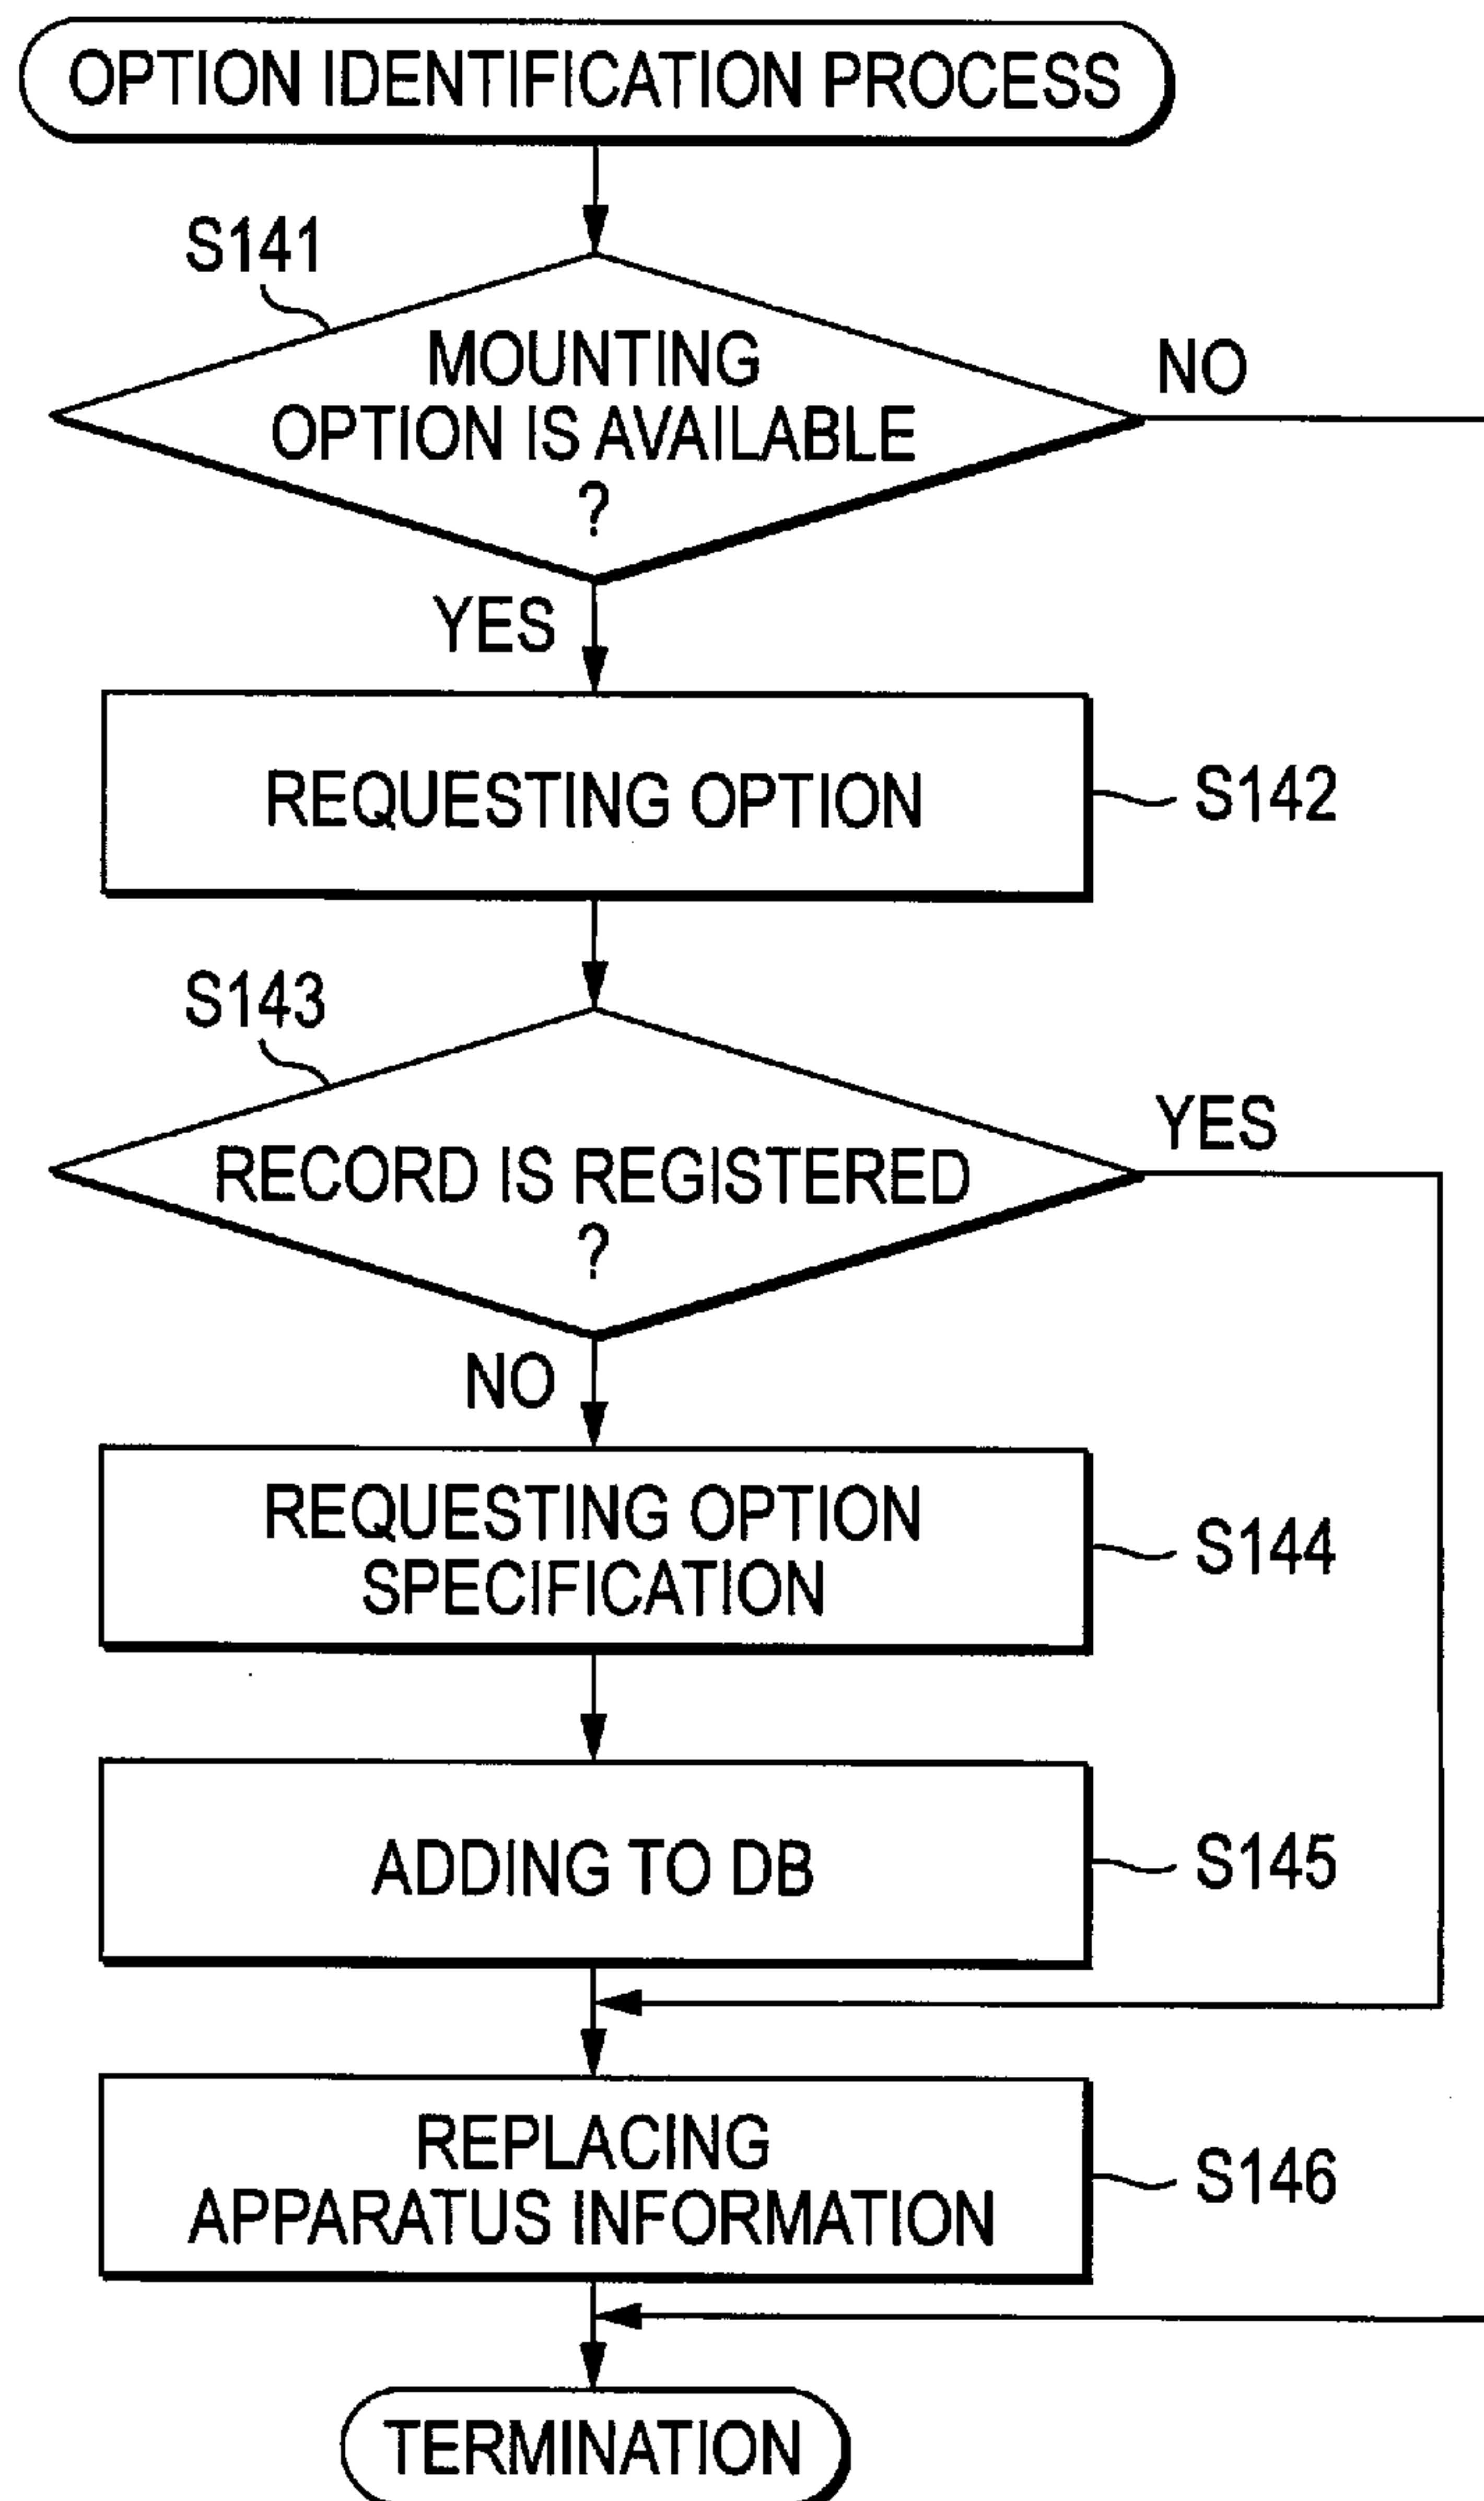 OPTION IDENTIFICATION PROCESS
S141
MOUNTING
OPTION IS AVAILABLE
?
NO
YES
REQUESTING OPTION
S142
S143
RECORD IS REGISTERED
?
YES
NO
REQUESTING OPTION
SPECIFICATION
S144
ADDING TO DB
S145
REPLACING
APPARATUS INFORMATION
S146
TERMINATION